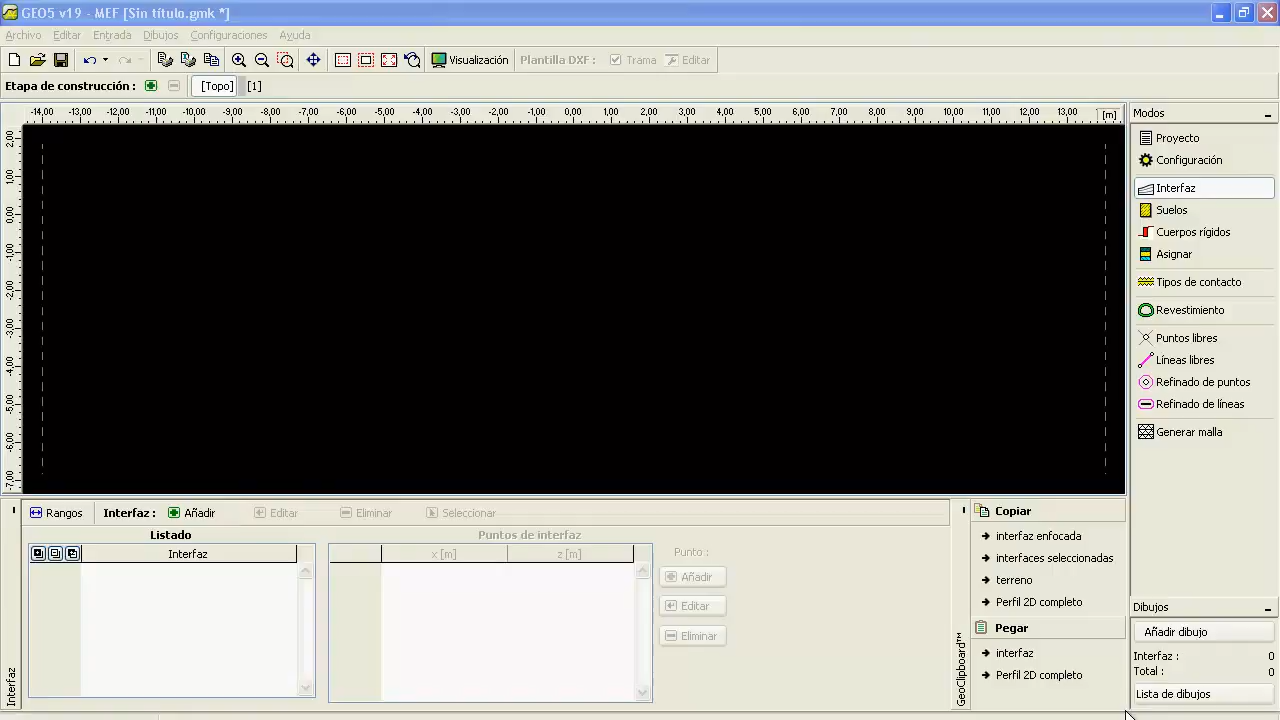 GEO5 v19 - MEF [Sin título.gmk *]
Archivo Editar Entrada Dibujos Configuraciones Ayuda
Visualización Plantilla DXF : Trama Editar
Etapa de construcción : [Topo] [1]
-14,00 -13,00 -12,00 -11,00 -10,00 -9,00 -8,00 -7,00 -6,00 -5,00 -4,00 -3,00 -2,00 -1,00 0,00 1,00 2,00 3,00 4,00 5,00 6,00 7,00 8,00 9,00 10,00 11,00 12,00 13,00 [m]
2,00
1,00
0,00
-1,00
-2,00
-3,00
-4,00
-5,00
-6,00
-7,00
Modos
Proyecto
Configuración
Interfaz
Suelos
Cuerpos rígidos
Asignar
Tipos de contacto
Revestimiento
Puntos libres
Líneas libres
Refinado de puntos
Refinado de líneas
Generar malla
Interfaz
Rangos Interfaz : Añadir Editar Eliminar Seleccionar
Listado
Interfaz
Puntos de interfaz
x [m] z [m]
Punto :
Añadir
Editar
Eliminar
GeoClipboard™
Copiar
interfaz enfocada
interfaces seleccionadas
terreno
Perfil 2D completo
Pegar
interfaz
Perfil 2D completo
Dibujos
Añadir dibujo
Interfaz : 0
Total : 0
Lista de dibujos